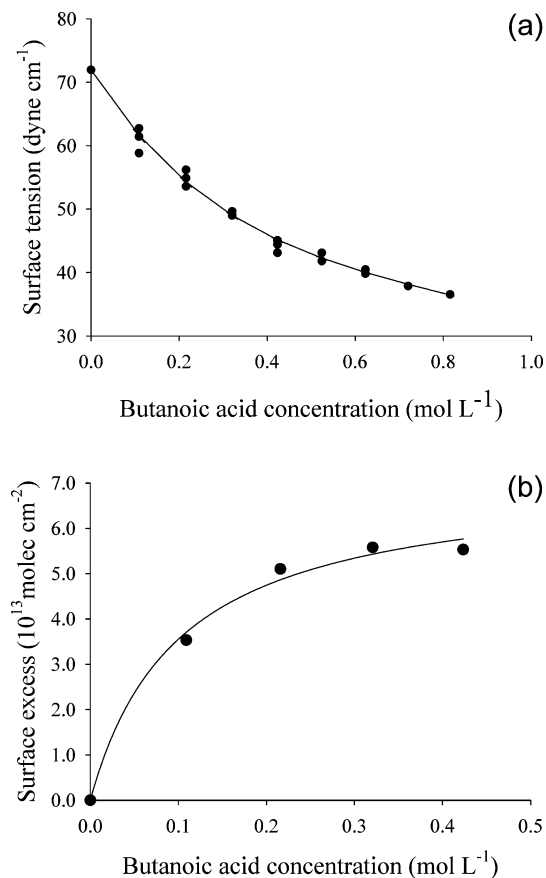 (a)
Surface tension (dyne cm⁻¹)
80
70
60
50
40
30
0.0 0.2 0.4 0.6 0.8 1.0
Butanoic acid concentration (mol L⁻¹)
(b)
Surface excess (10¹³ molec cm⁻²)
7.0
6.0
5.0
4.0
3.0
2.0
1.0
0.0
0.0 0.1 0.2 0.3 0.4 0.5
Butanoic acid concentration (mol L⁻¹)